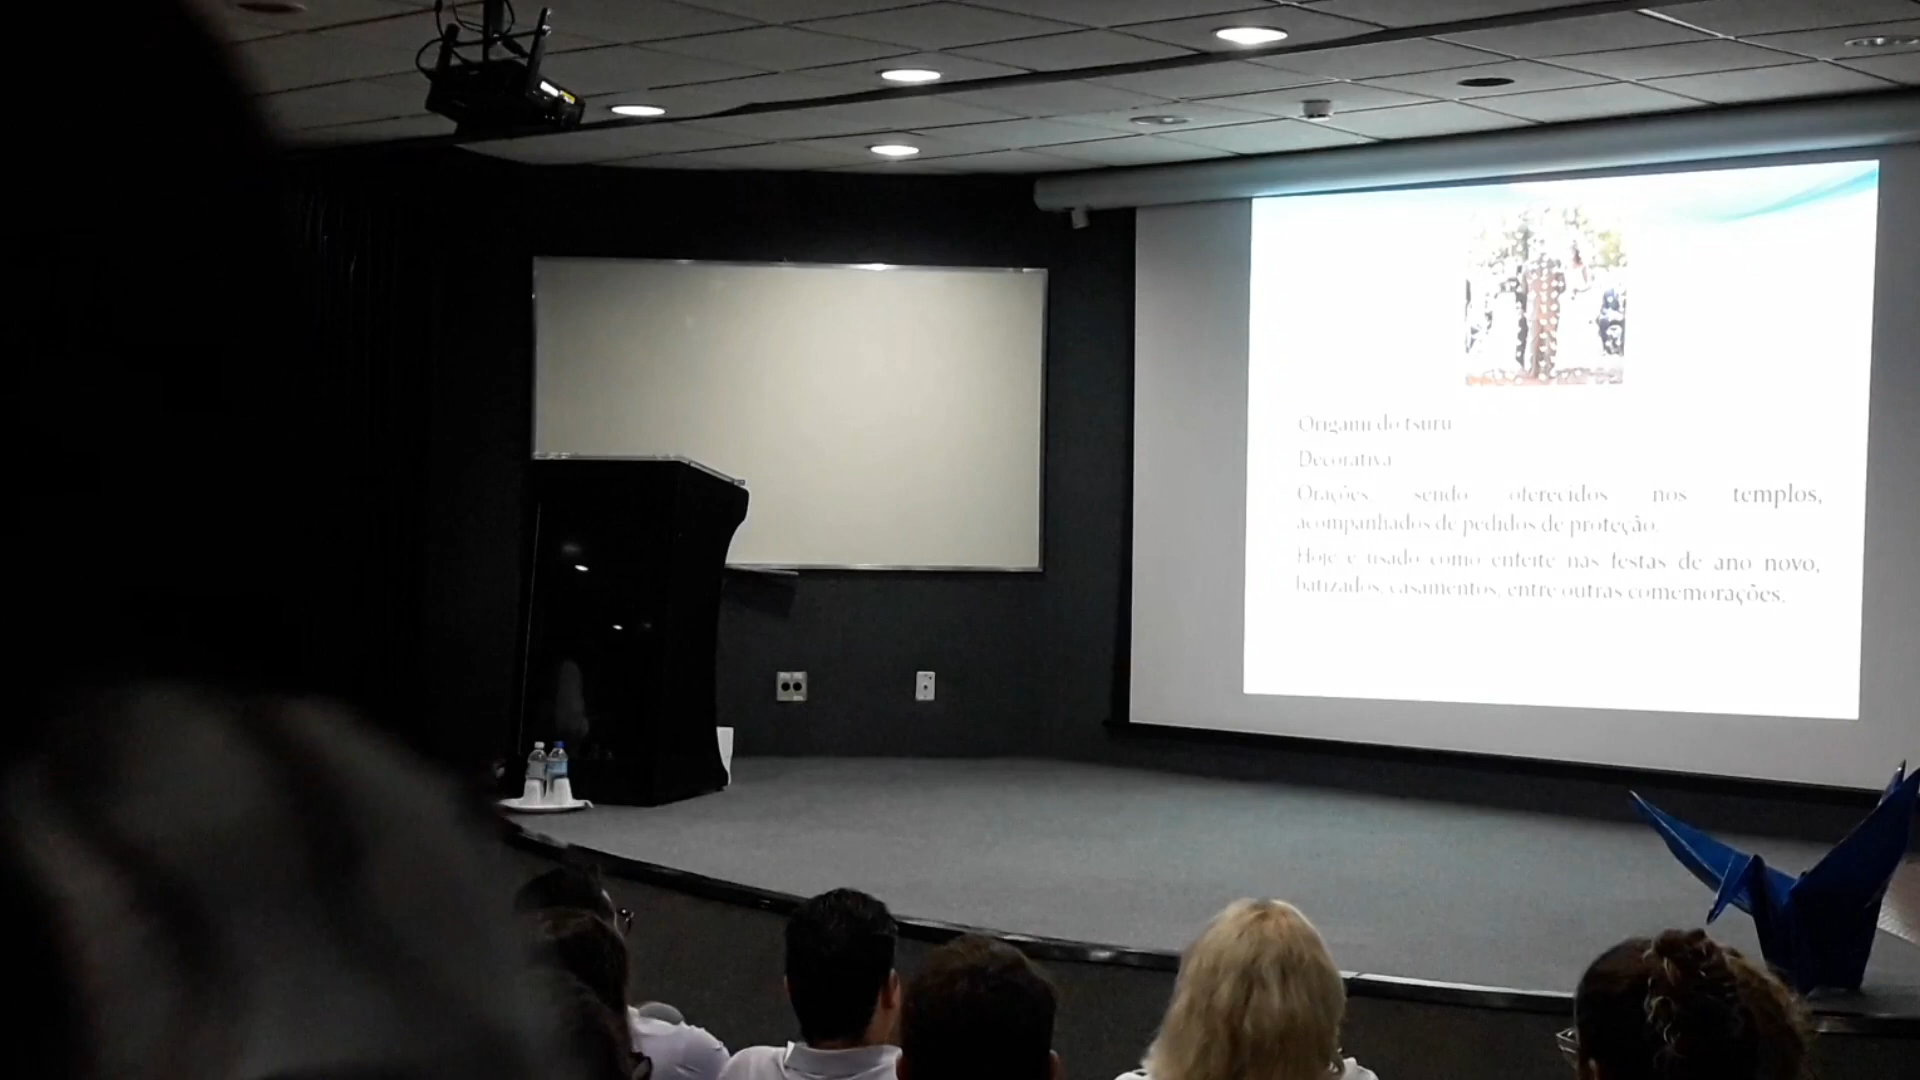 Origami do tsuru
Decorativa
Orações, sendo oferecidos nos templos,
acompanhados de pedidos de proteção.
Hoje é usado como enfeite nas festas de ano novo,
batizados, casamentos, entre outras comemorações.